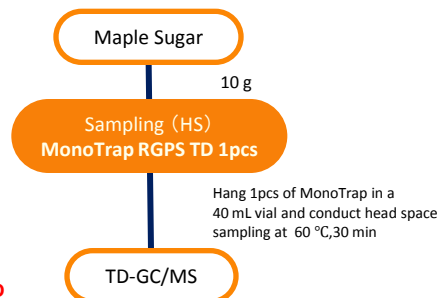 Maple Sugar
10 g
Sampling（HS）
MonoTrap RGPS TD 1pcs
Hang 1pcs of MonoTrap in a
40 mL vial and conduct head space
sampling at 60 ℃,30 min
TD-GC/MS